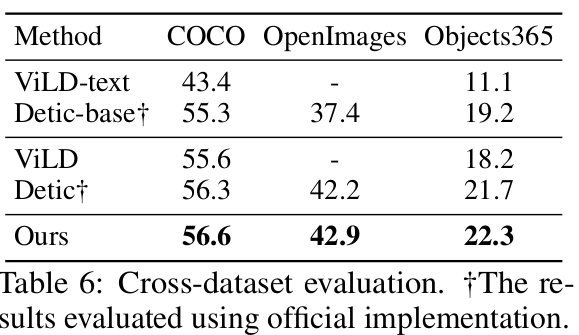 Method COCO OpenImages Objects365
ViLD-text 43.4 - 11.1
Detic-base† 55.3 37.4 19.2
ViLD 55.6 - 18.2
Detic† 56.3 42.2 21.7
Ours 56.6 42.9 22.3
Table 6: Cross-dataset evaluation. †The re-
sults evaluated using official implementation.